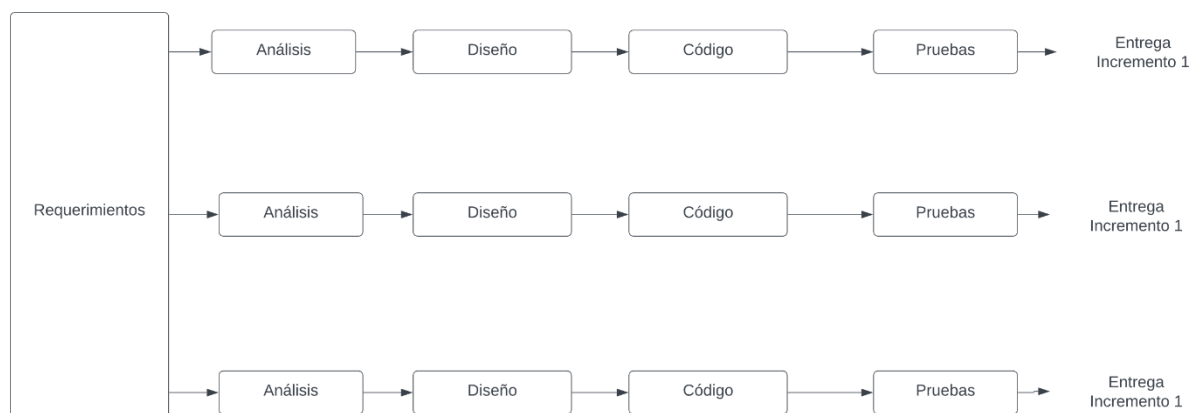 Análisis
Diseño
Código
Pruebas
Entrega
Incremento 1
Requerimientos
Análisis
Diseño
Código
Pruebas
Entrega
Incremento 1
Análisis
Diseño
Código
Pruebas
Entrega
Incremento 1